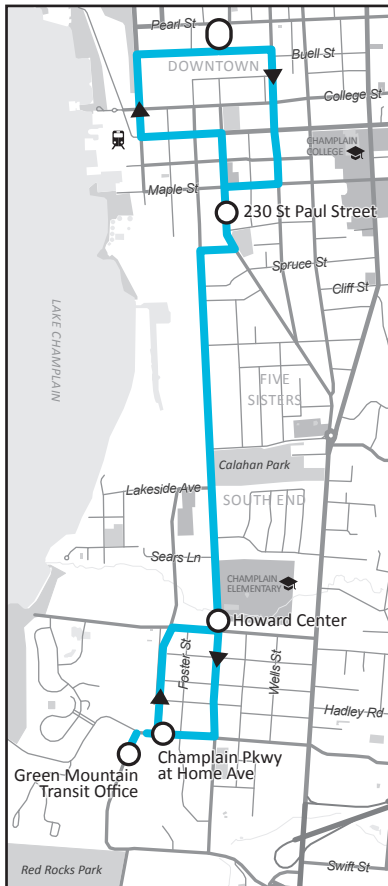 Pearl St
Buell St
DOWNTOWN
College St
CHAMPLAIN
COLLEGE
Maple St
230 St Paul Street
Spruce St
Cliff St
LAKE CHAMPLAIN
FIVE
SISTERS
Calahan Park
Lakeside Ave
SOUTH END
Sears Ln
CHAMPLAIN
ELEMENTARY
Howard Center
Foster St
Wells St
Hadley Rd
Champlain Pkwy
at Home Ave
Green Mountain
Transit Office
Swift St
Red Rocks Park